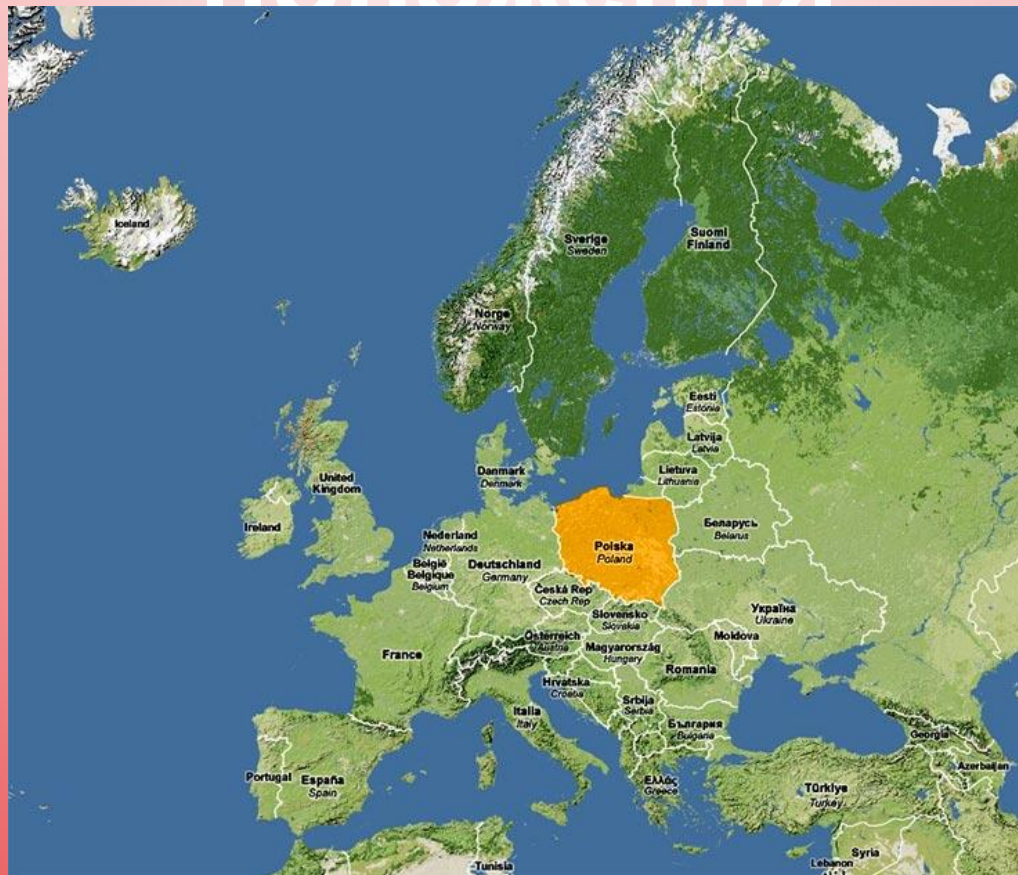 Iceland
Sverige
Sweden
Suomi
Finland
Norge
Norway
Eesti
Estonia
Latvija
Latvia
Lietuva
Lithuania
Danmark
Denmark
United
Kingdom
Ireland
Беларусь
Belarus
Nederland
Netherlands
Polska
Poland
België
Belgique
Belgium
Deutschland
Germany
Česká Rep
Czech Rep
Україна
Ukraine
Slovensko
Slovakia
Österreich
Austria
Moldova
Magyarország
Hungary
France
Romania
Hrvatska
Croatia
Srbija
Serbia
Italia
Italy
България
Bulgaria
Georgia
Azerbaijan
Portugal
España
Spain
Ελλάς
Greece
Türkiye
Turkey
Syria
Lebanon
Tunisia